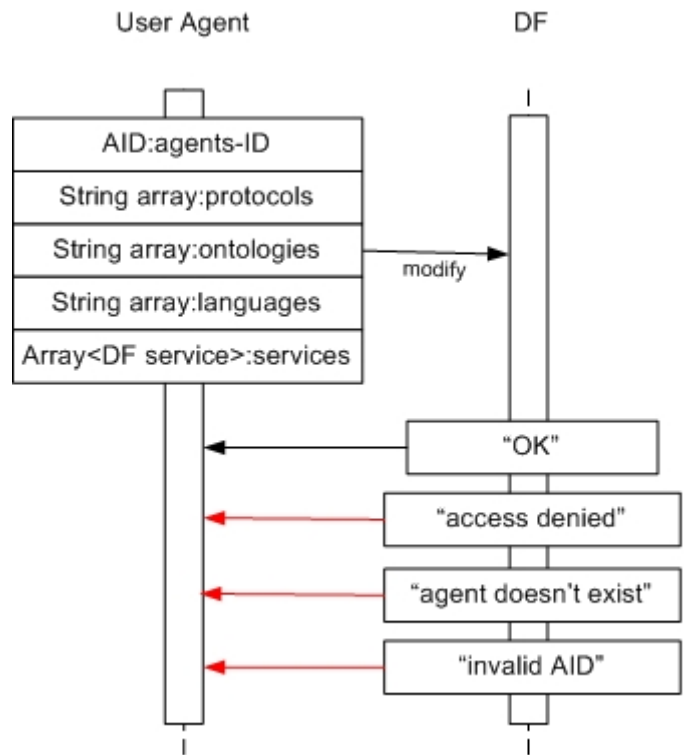 User Agent
DF
AID:agents-ID
String array:protocols
String array:ontologies
modify
String array:languages
Array<DF service>:services
“OK”
“access denied”
“agent doesn’t exist”
“invalid AID”